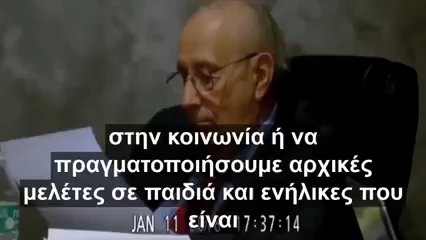 στην κοινωνία ή να
πραγματοποιήσουμε αρχικές
μελέτες σε παιδιά και ενήλικες που
είναι
JAN 11 17:37:14